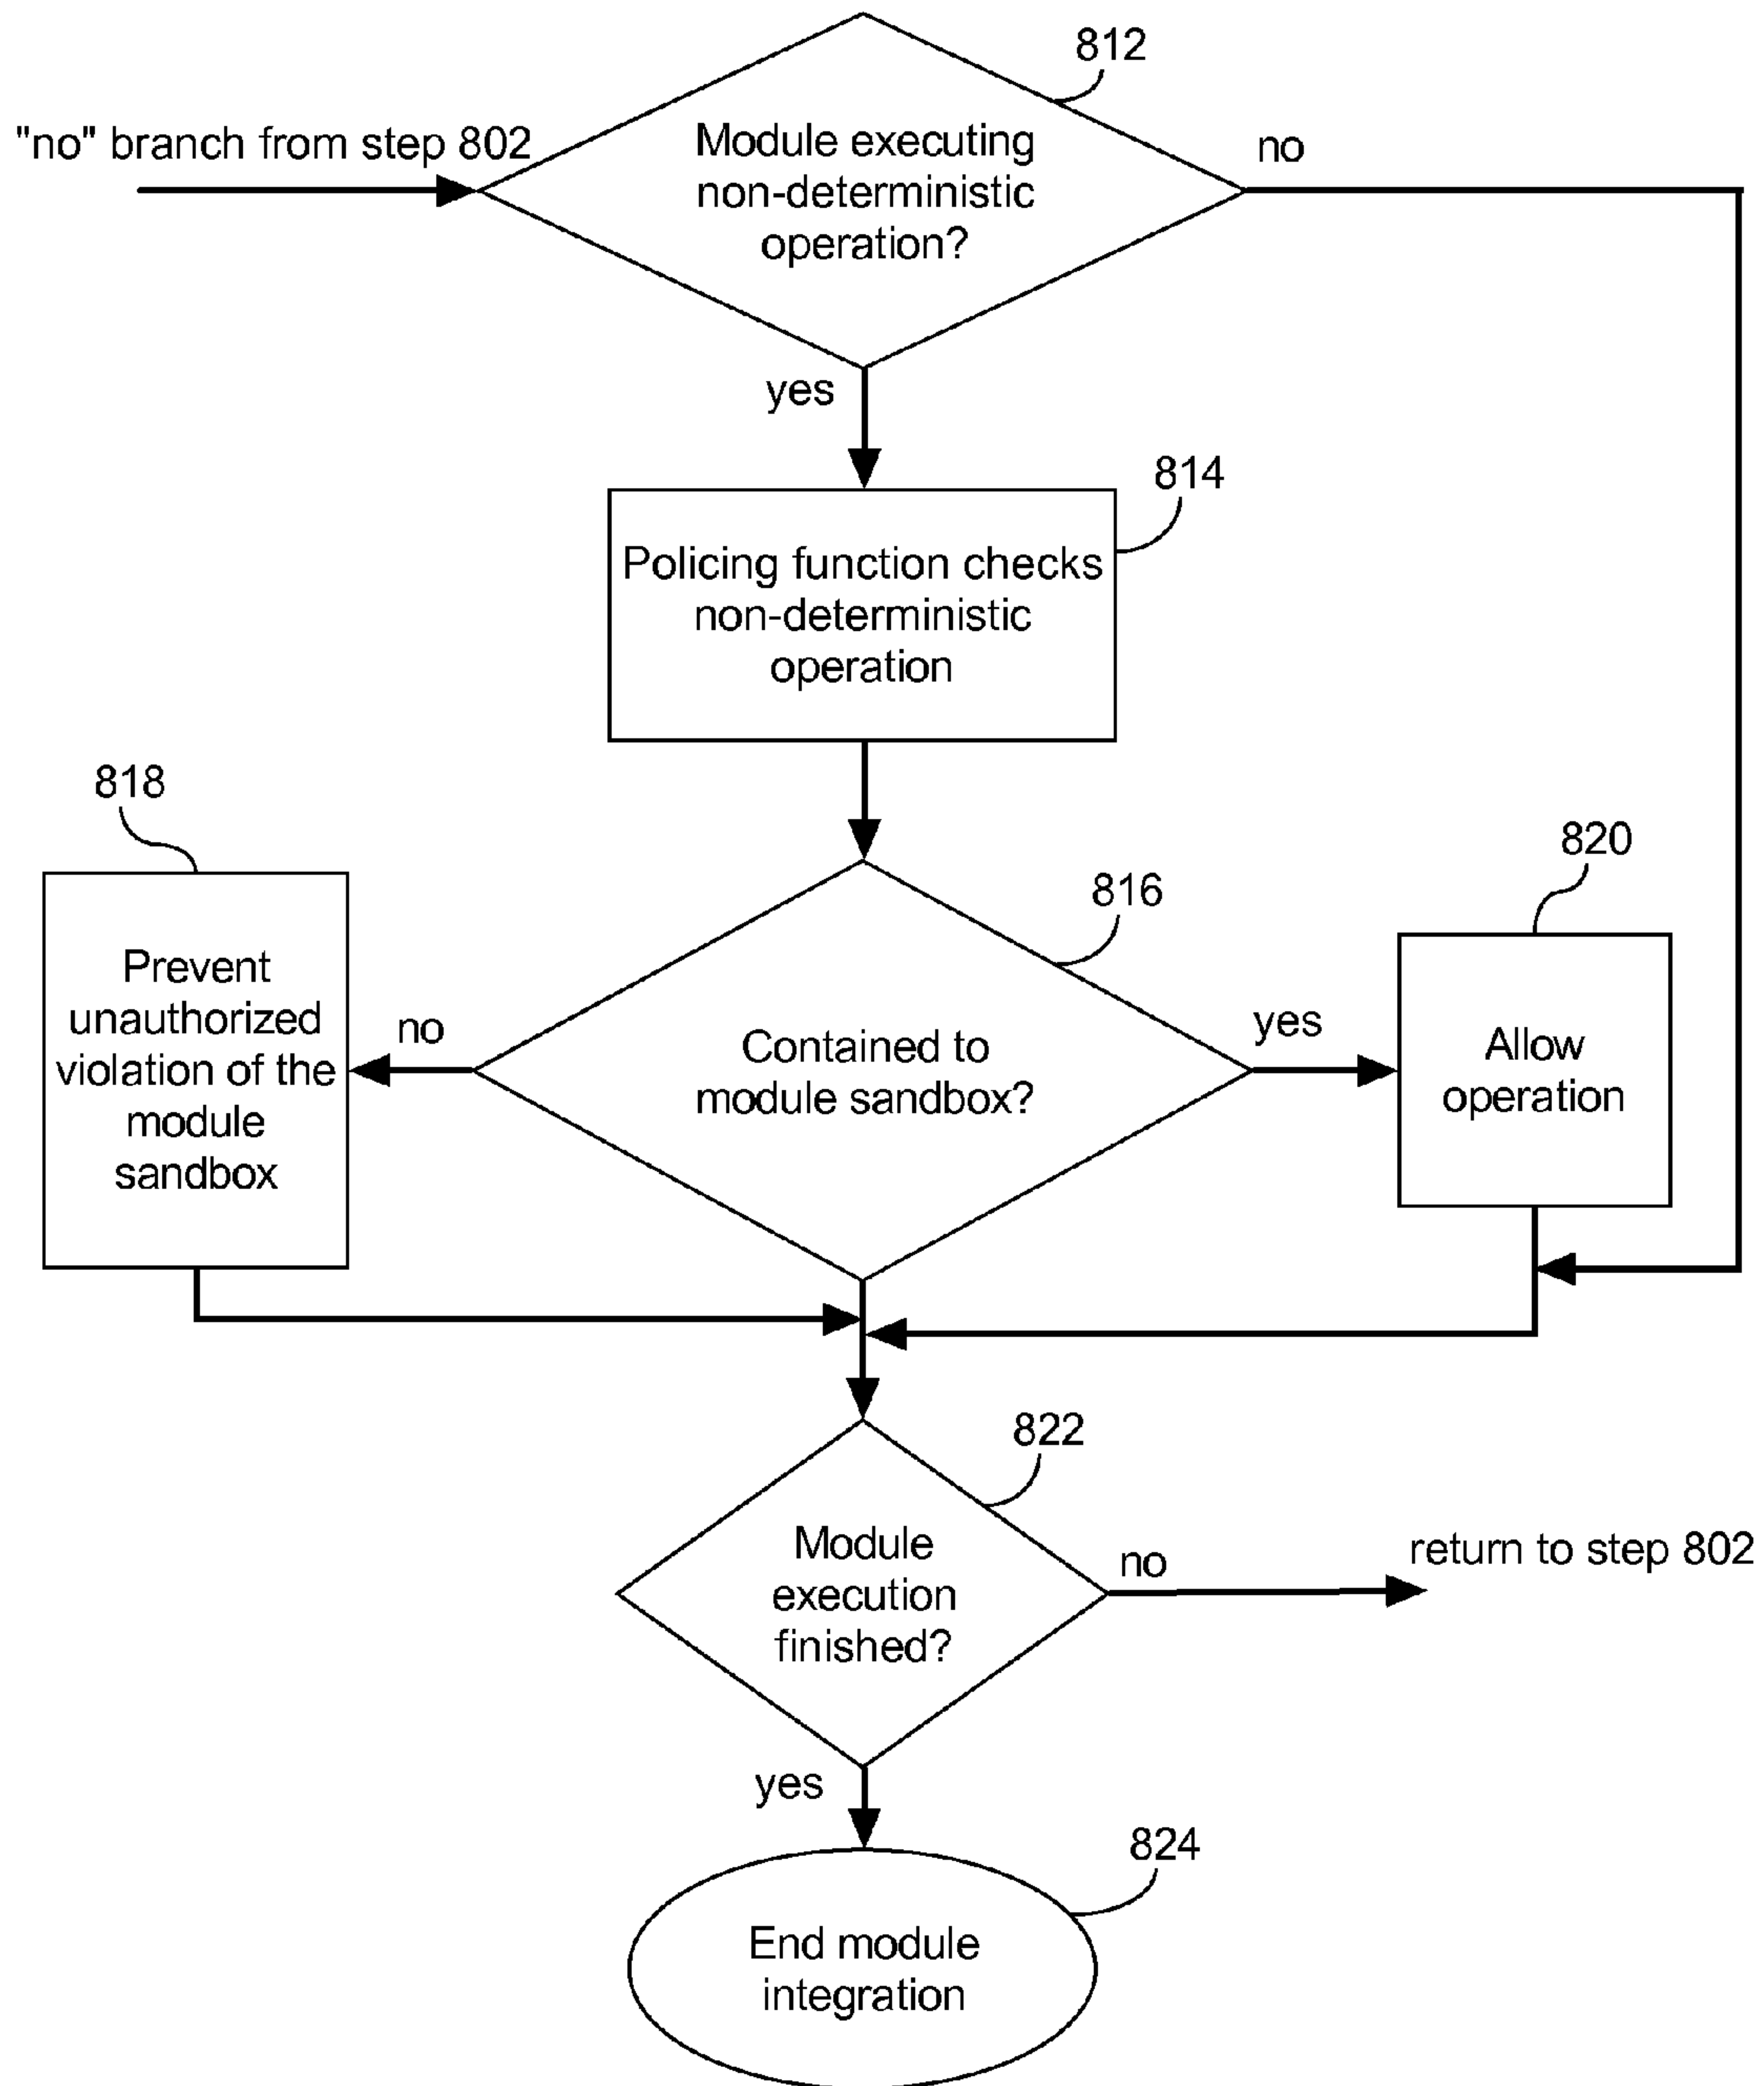 812
"no" branch from step 802
Module executing
non-deterministic
operation?
no
yes
814
Policing function checks
non-deterministic
operation
818
820
816
Prevent
unauthorized
violation of the
module
sandbox
no
Contained to
module sandbox?
yes
Allow
operation
822
Module
execution
finished?
no
return to step 802
yes
824
End module
integration